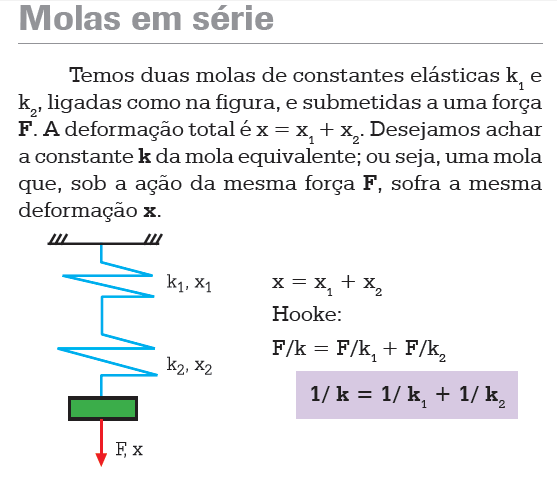 Molas em série
Temos duas molas de constantes elásticas k₁ e
k₂, ligadas como na figura, e submetidas a uma força
F. A deformação total é x = x₁ + x₂. Desejamos achar
a constante k da mola equivalente; ou seja, uma mola
que, sob a ação da mesma força F, sofra a mesma
deformação x.
k₁, x₁
k₂, x₂
F, x
x = x₁ + x₂
Hooke:
F/k = F/k₁ + F/k₂
1/ k = 1/ k₁ + 1/ k₂